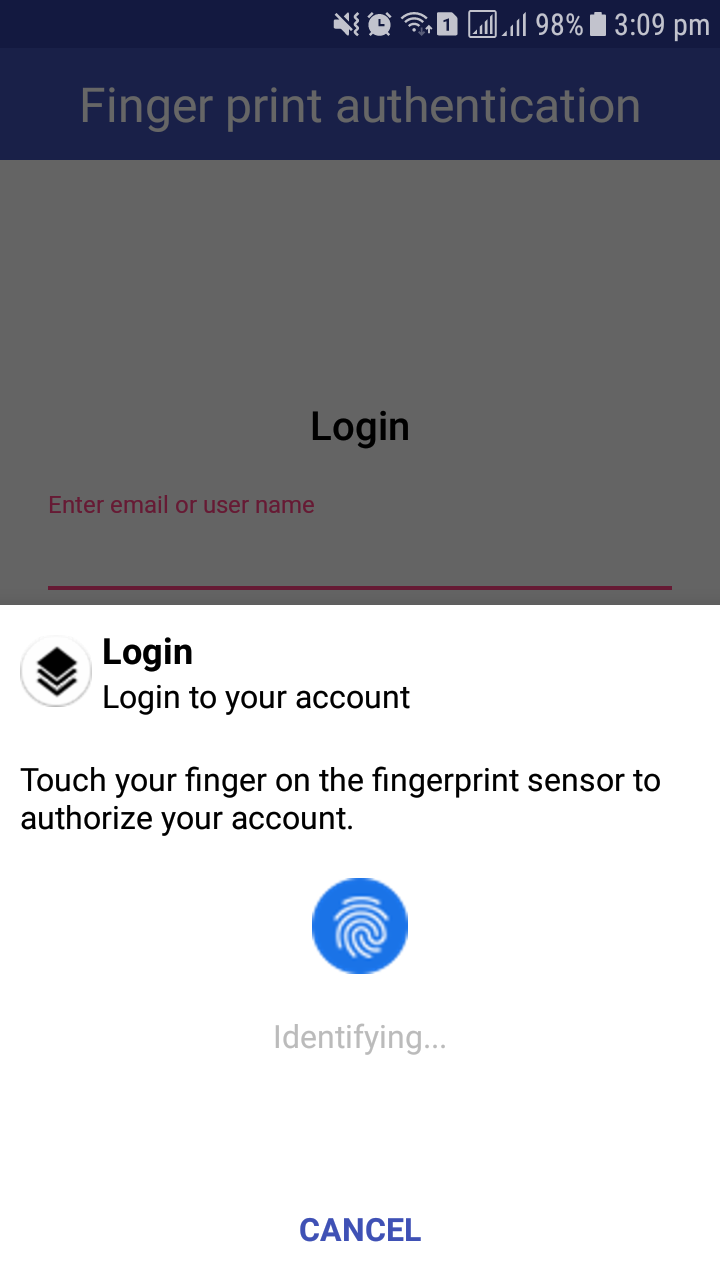 1 98% 3:09 pm
Finger print authentication
Login
Enter email or user name
Login
Login to your account
Touch your finger on the fingerprint sensor to
authorize your account.
Identifying...
CANCEL